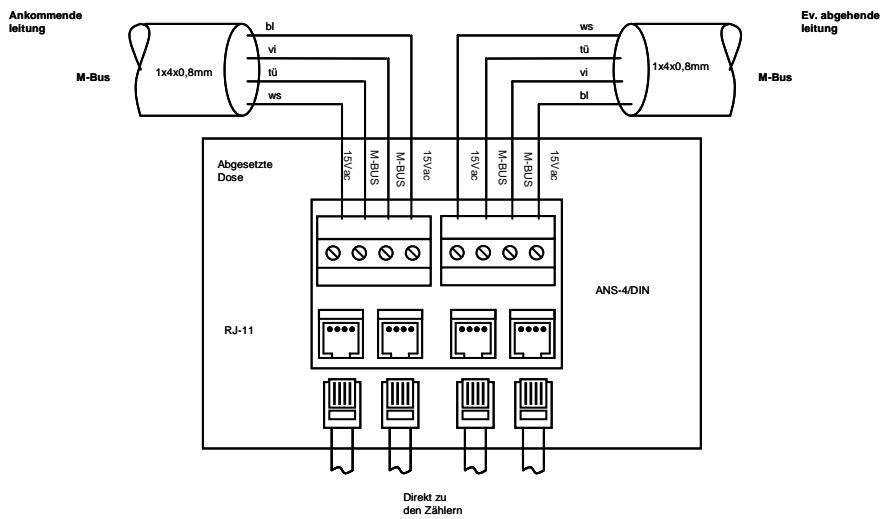 Ankommende
leitung
Ev. abgehende
leitung
bl
vi
tü
ws
ws
tü
vi
bl
1x4x0,8mm
1x4x0,8mm
M-Bus
M-Bus
Abgesetzte
Dose
15Vac
M-BUS
M-BUS
15Vac
15Vac
M-BUS
M-BUS
15Vac
ANS-4/DIN
RJ-11
Direkt zu
den Zählern